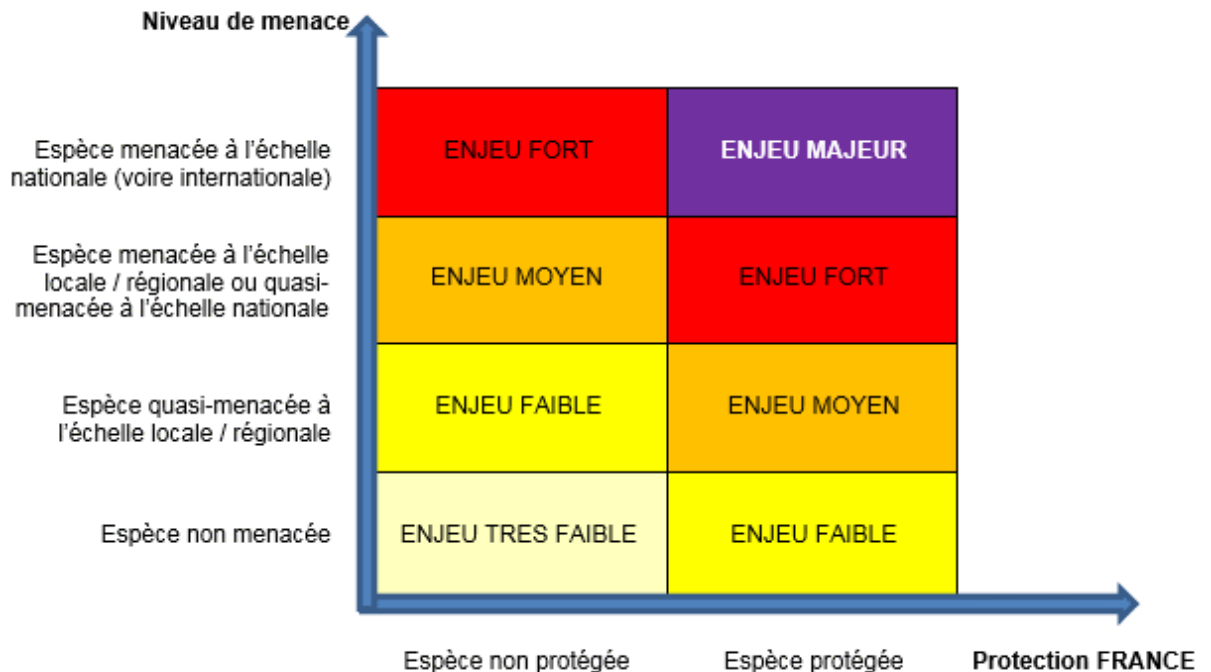 Niveau de menace
Espèce menacée à l’échelle
nationale (voire internationale)
ENJEU FORT
ENJEU MAJEUR
Espèce menacée à l’échelle
locale / régionale ou quasi-
menacée à l’échelle nationale
ENJEU MOYEN
ENJEU FORT
Espèce quasi-menacée à
l’échelle locale / régionale
ENJEU FAIBLE
ENJEU MOYEN
Espèce non menacée
ENJEU TRES FAIBLE
ENJEU FAIBLE
Espèce non protégée
Espèce protégée
Protection FRANCE